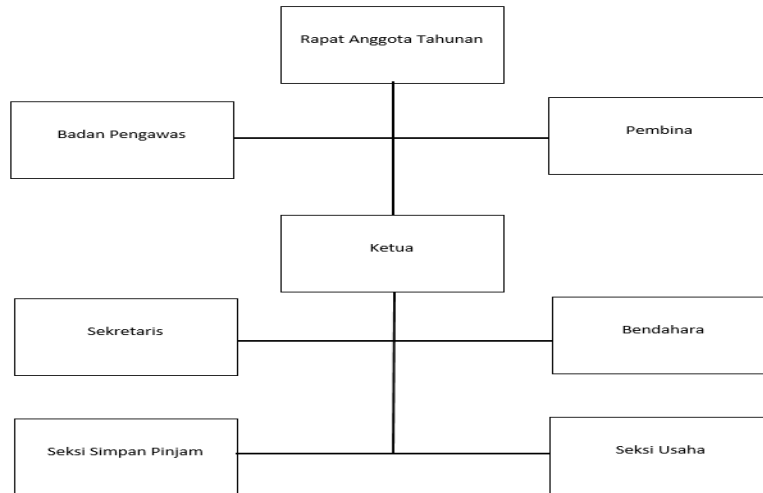 Rapat Anggota Tahunan
Badan Pengawas
Pembina
Ketua
Sekretaris
Bendahara
Seksi Simpan Pinjam
Seksi Usaha